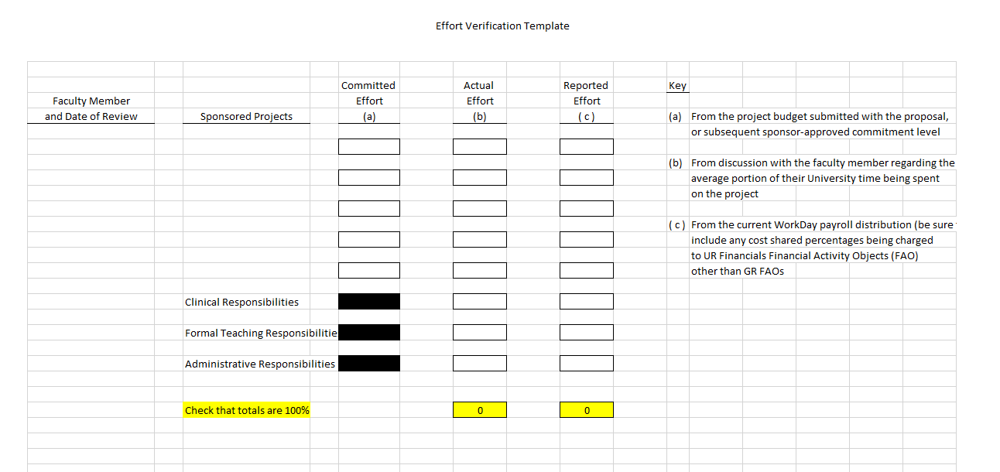 Effort Verification Template
Committed Actual Reported Key
Faculty Member Effort Effort Effort
and Date of Review Sponsored Projects (a) (b) ( c ) (a) From the project budget submitted with the proposal,
or subsequent sponsor-approved commitment level
(b) From discussion with the faculty member regarding the
average portion of their University time being spent
on the project
( c ) From the current WorkDay payroll distribution (be sure
include any cost shared percentages being charged
to UR Financials Financial Activity Objects (FAO)
other than GR FAOs
Clinical Responsibilities
Formal Teaching Responsibilitie
Administrative Responsibilities
Check that totals are 100% 0 0